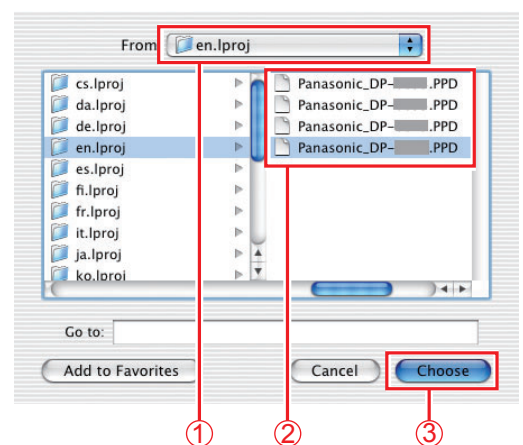 From en.lproj
cs.lproj
da.lproj
de.lproj
en.lproj
es.lproj
fi.lproj
fr.lproj
it.lproj
ja.lproj
ko.lproj
Panasonic_DP- .PPD
Panasonic_DP- .PPD
Panasonic_DP- .PPD
Panasonic_DP- .PPD
Go to:
Add to Favorites Cancel Choose
① ② ③